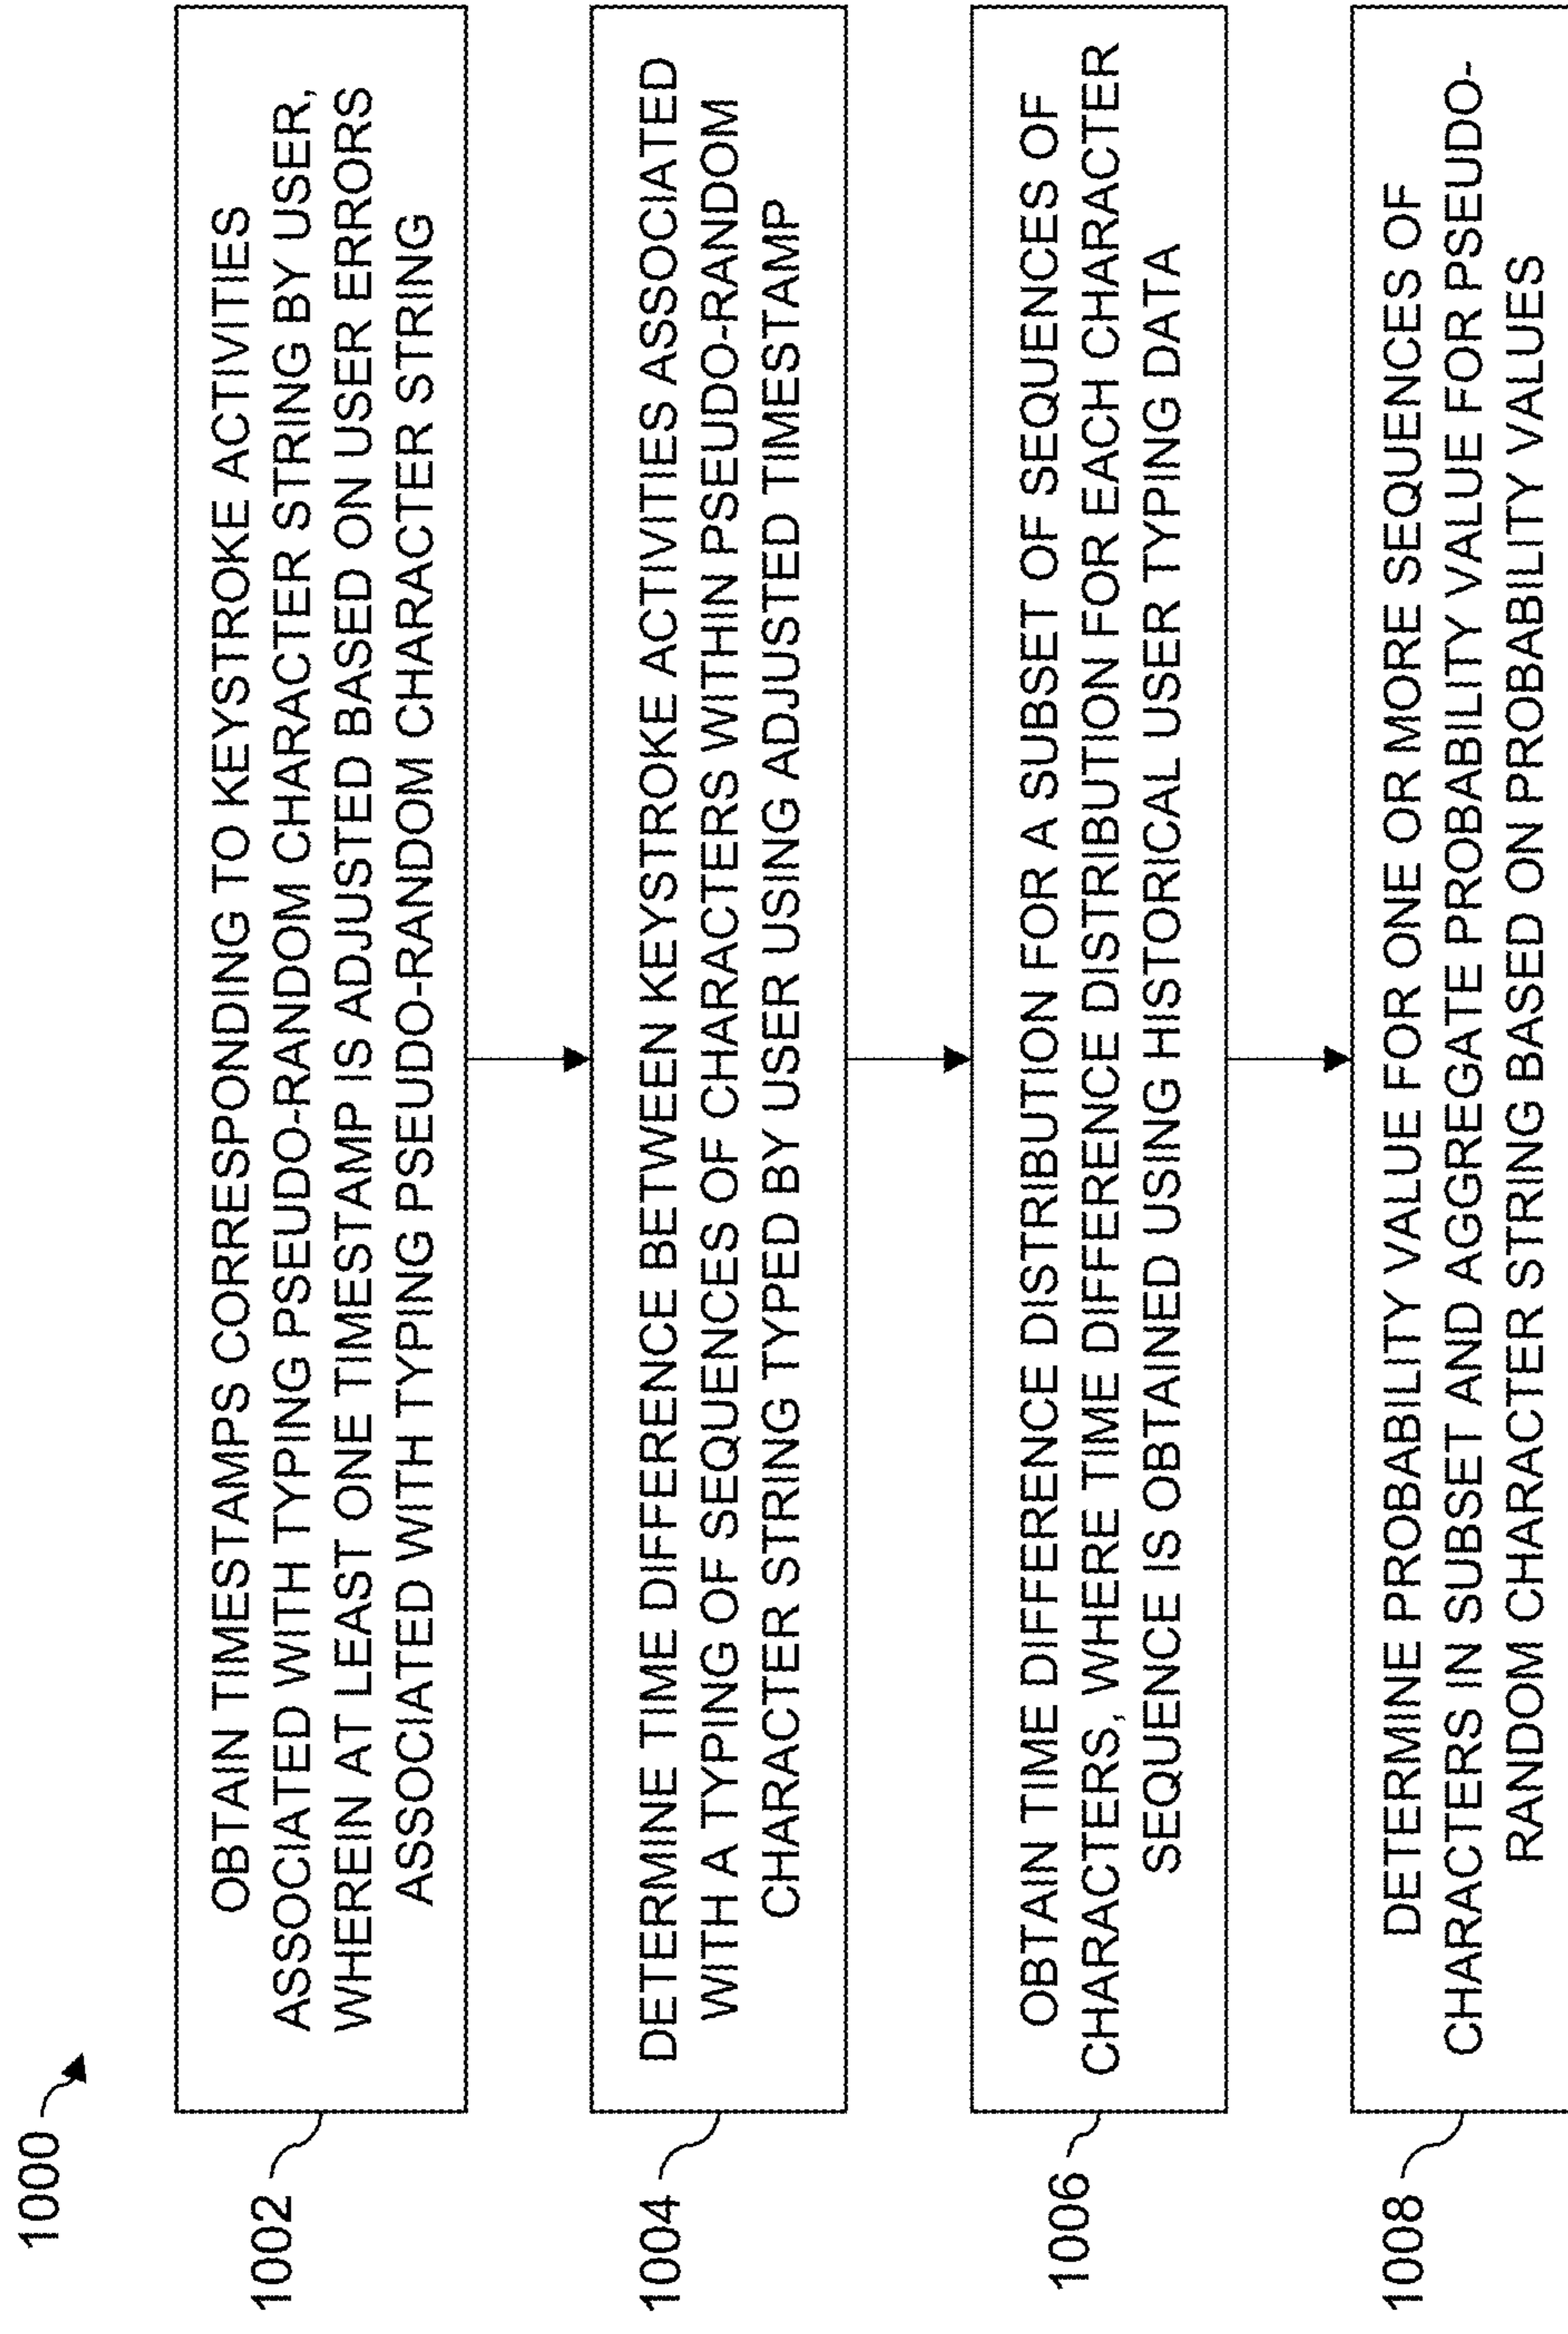 1000
1002
OBTAIN TIMESTAMPS CORRESPONDING TO KEYSTROKE ACTIVITIES
ASSOCIATED WITH TYPING PSEUDO-RANDOM CHARACTER STRING BY USER,
WHEREIN AT LEAST ONE TIMESTAMP IS ADJUSTED BASED ON USER ERRORS
ASSOCIATED WITH TYPING PSEUDO-RANDOM CHARACTER STRING
1004
DETERMINE TIME DIFFERENCE BETWEEN KEYSTROKE ACTIVITIES ASSOCIATED
WITH A TYPING OF SEQUENCES OF CHARACTERS WITHIN PSEUDO-RANDOM
CHARACTER STRING TYPED BY USER USING ADJUSTED TIMESTAMP
1006
OBTAIN TIME DIFFERENCE DISTRIBUTION FOR A SUBSET OF SEQUENCES OF
CHARACTERS, WHERE TIME DIFFERENCE DISTRIBUTION FOR EACH CHARACTER
SEQUENCE IS OBTAINED USING HISTORICAL USER TYPING DATA
1008
DETERMINE PROBABILITY VALUE FOR ONE OR MORE SEQUENCES OF
CHARACTERS IN SUBSET AND AGGREGATE PROBABILITY VALUE FOR PSEUDO-
RANDOM CHARACTER STRING BASED ON PROBABILITY VALUES